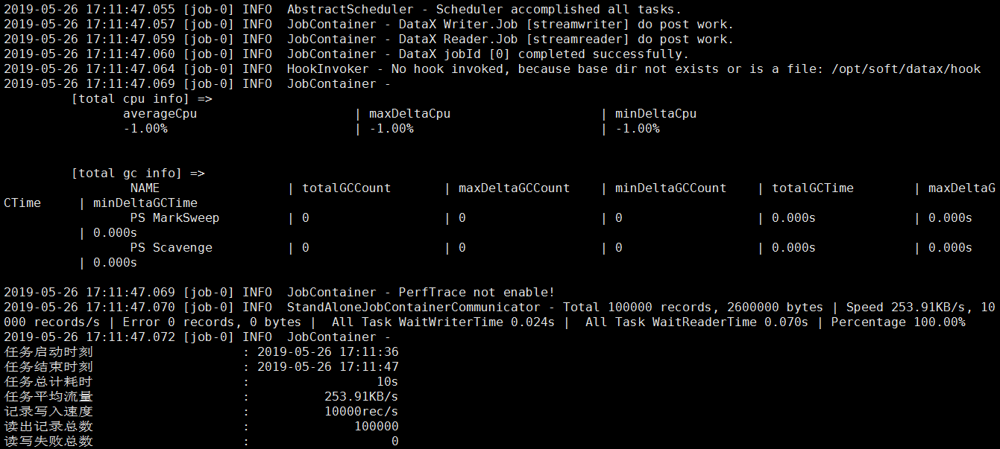 2019-05-26 17:11:47.055 [job-0] INFO  AbstractScheduler - Scheduler accomplished all tasks.
2019-05-26 17:11:47.057 [job-0] INFO  JobContainer - DataX Writer.Job [streamwriter] do post work.
2019-05-26 17:11:47.059 [job-0] INFO  JobContainer - DataX Reader.Job [streamreader] do post work.
2019-05-26 17:11:47.060 [job-0] INFO  JobContainer - DataX jobId [0] completed successfully.
2019-05-26 17:11:47.064 [job-0] INFO  HookInvoker - No hook invoked, because base dir not exists or is a file: /opt/soft/datax/hook
2019-05-26 17:11:47.069 [job-0] INFO  JobContainer -
[total cpu info] =>
averageCpu | maxDeltaCpu | minDeltaCpu
-1.00% | -1.00% | -1.00%
[total gc info] =>
NAME | totalGCCount | maxDeltaGCCount | minDeltaGCCount | totalGCTime | maxDeltaG
CTime | minDeltaGCTime
PS MarkSweep | 0 | 0 | 0 | 0.000s | 0.000s
| 0.000s
PS Scavenge | 0 | 0 | 0 | 0.000s | 0.000s
| 0.000s
2019-05-26 17:11:47.069 [job-0] INFO  JobContainer - PerfTrace not enable!
2019-05-26 17:11:47.070 [job-0] INFO  StandAloneJobContainerCommunicator - Total 100000 records, 2600000 bytes | Speed 253.91KB/s, 10
000 records/s | Error 0 records, 0 bytes |  All Task WaitWriterTime 0.024s |  All Task WaitReaderTime 0.070s | Percentage 100.00%
2019-05-26 17:11:47.072 [job-0] INFO  JobContainer -
任务启动时刻 : 2019-05-26 17:11:36
任务结束时刻 : 2019-05-26 17:11:47
任务总计耗时 : 10s
任务平均流量 : 253.91KB/s
记录写入速度 : 10000rec/s
读出记录总数 : 100000
读写失败总数 : 0